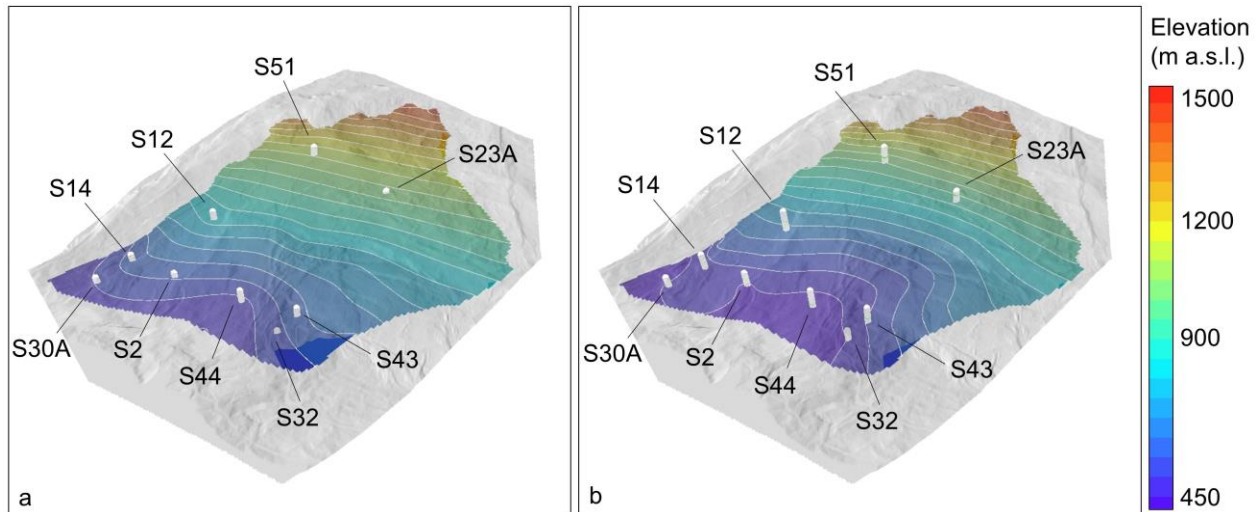 S51
S12
S23A
S14
S30A
S2
S44
S43
S32
a
S51
S12
S23A
S14
S30A
S2
S44
S43
S32
b
Elevation
(m a.s.l.)
1500
1200
900
450